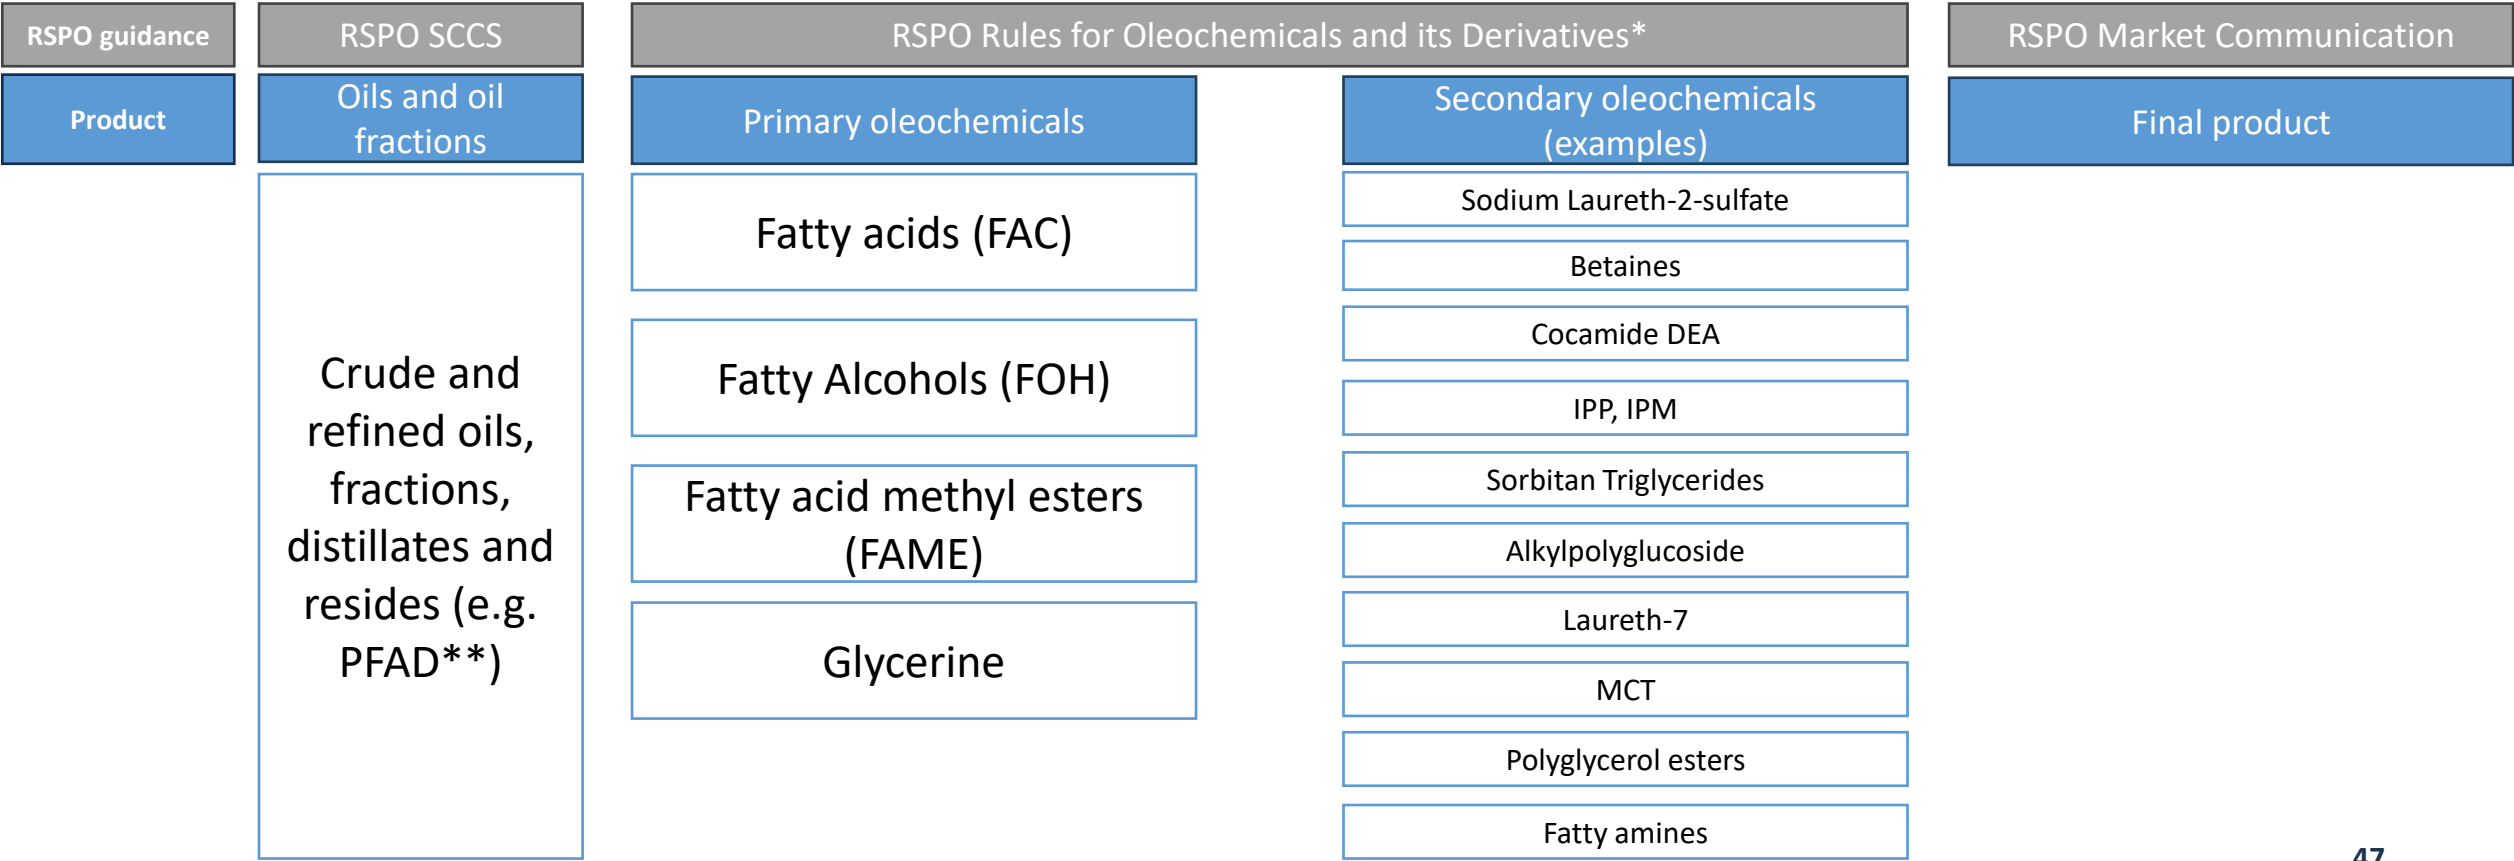 RSPO guidance
RSPO SCCS
RSPO Rules for Oleochemicals and its Derivatives*
RSPO Market Communication
Product
Oils and oil
fractions
Primary oleochemicals
Secondary oleochemicals
(examples)
Final product
Crude and
refined oils,
fractions,
distillates and
resides (e.g.
PFAD**)
Fatty acids (FAC)
Fatty Alcohols (FOH)
Fatty acid methyl esters
(FAME)
Glycerine
Sodium Laureth-2-sulfate
Betaines
Cocamide DEA
IPP, IPM
Sorbitan Triglycerides
Alkylpolyglucoside
Laureth-7
MCT
Polyglycerol esters
Fatty amines
47